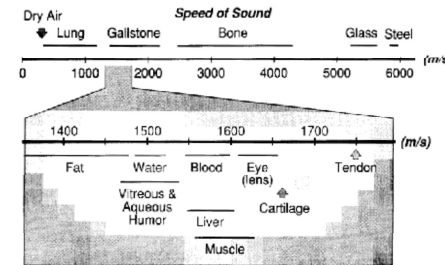 Speed of Sound
Dry Air
Lung Gallstone Bone Glass Steel
0 1000 2000 3000 4000 5000 6000 (m/s)
1400 1500 1600 1700 (m/s)
Fat Water Blood Eye (lens) Tendon
Vitreous & Aqueous Humor
Cartilage
Liver
Muscle